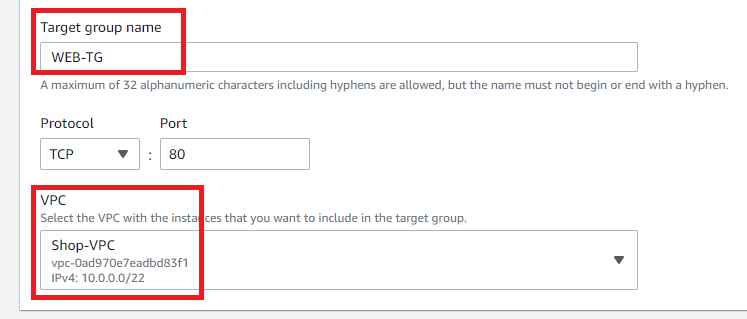 Target group name
WEB-TG
A maximum of 32 alphanumeric characters including hyphens are allowed, but the name must not begin or end with a hyphen.
Protocol Port
TCP : 80
VPC
Select the VPC with the instances that you want to include in the target group.
Shop-VPC
vpc-0ad970e7eadbd83f1
IPv4: 10.0.0.0/22